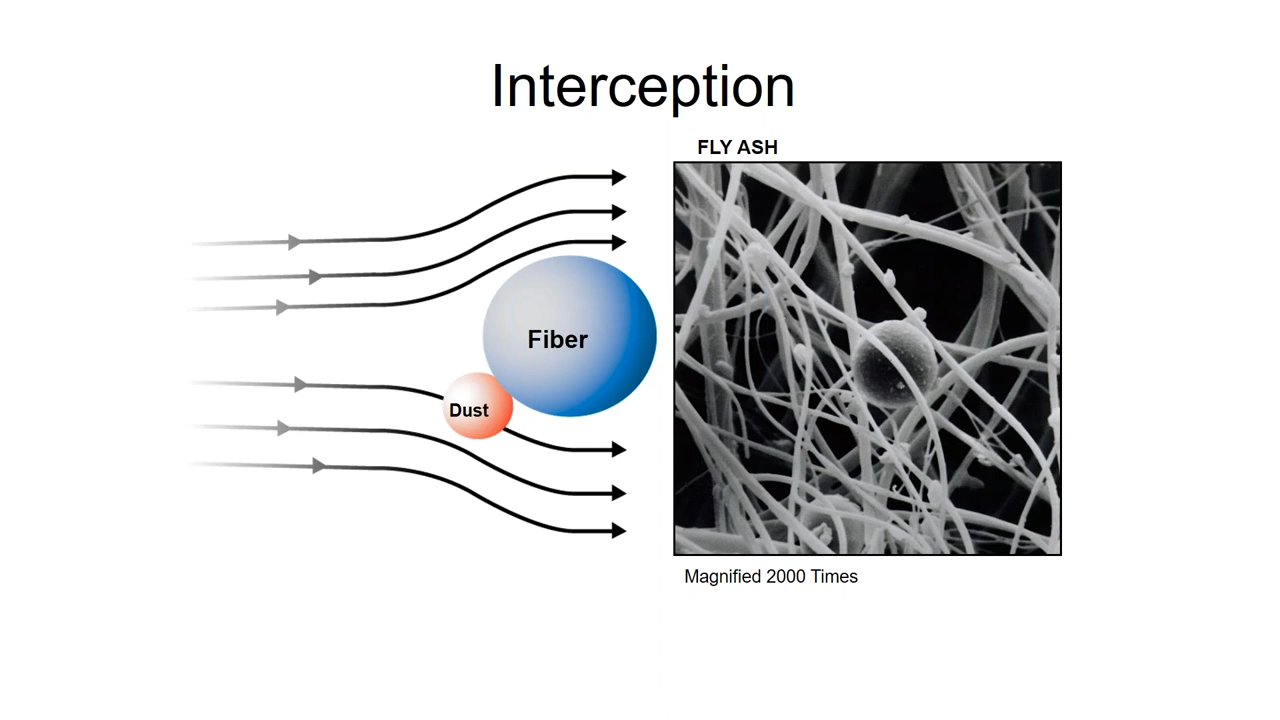 Interception
FLY ASH
Fiber
Dust
Magnified 2000 Times